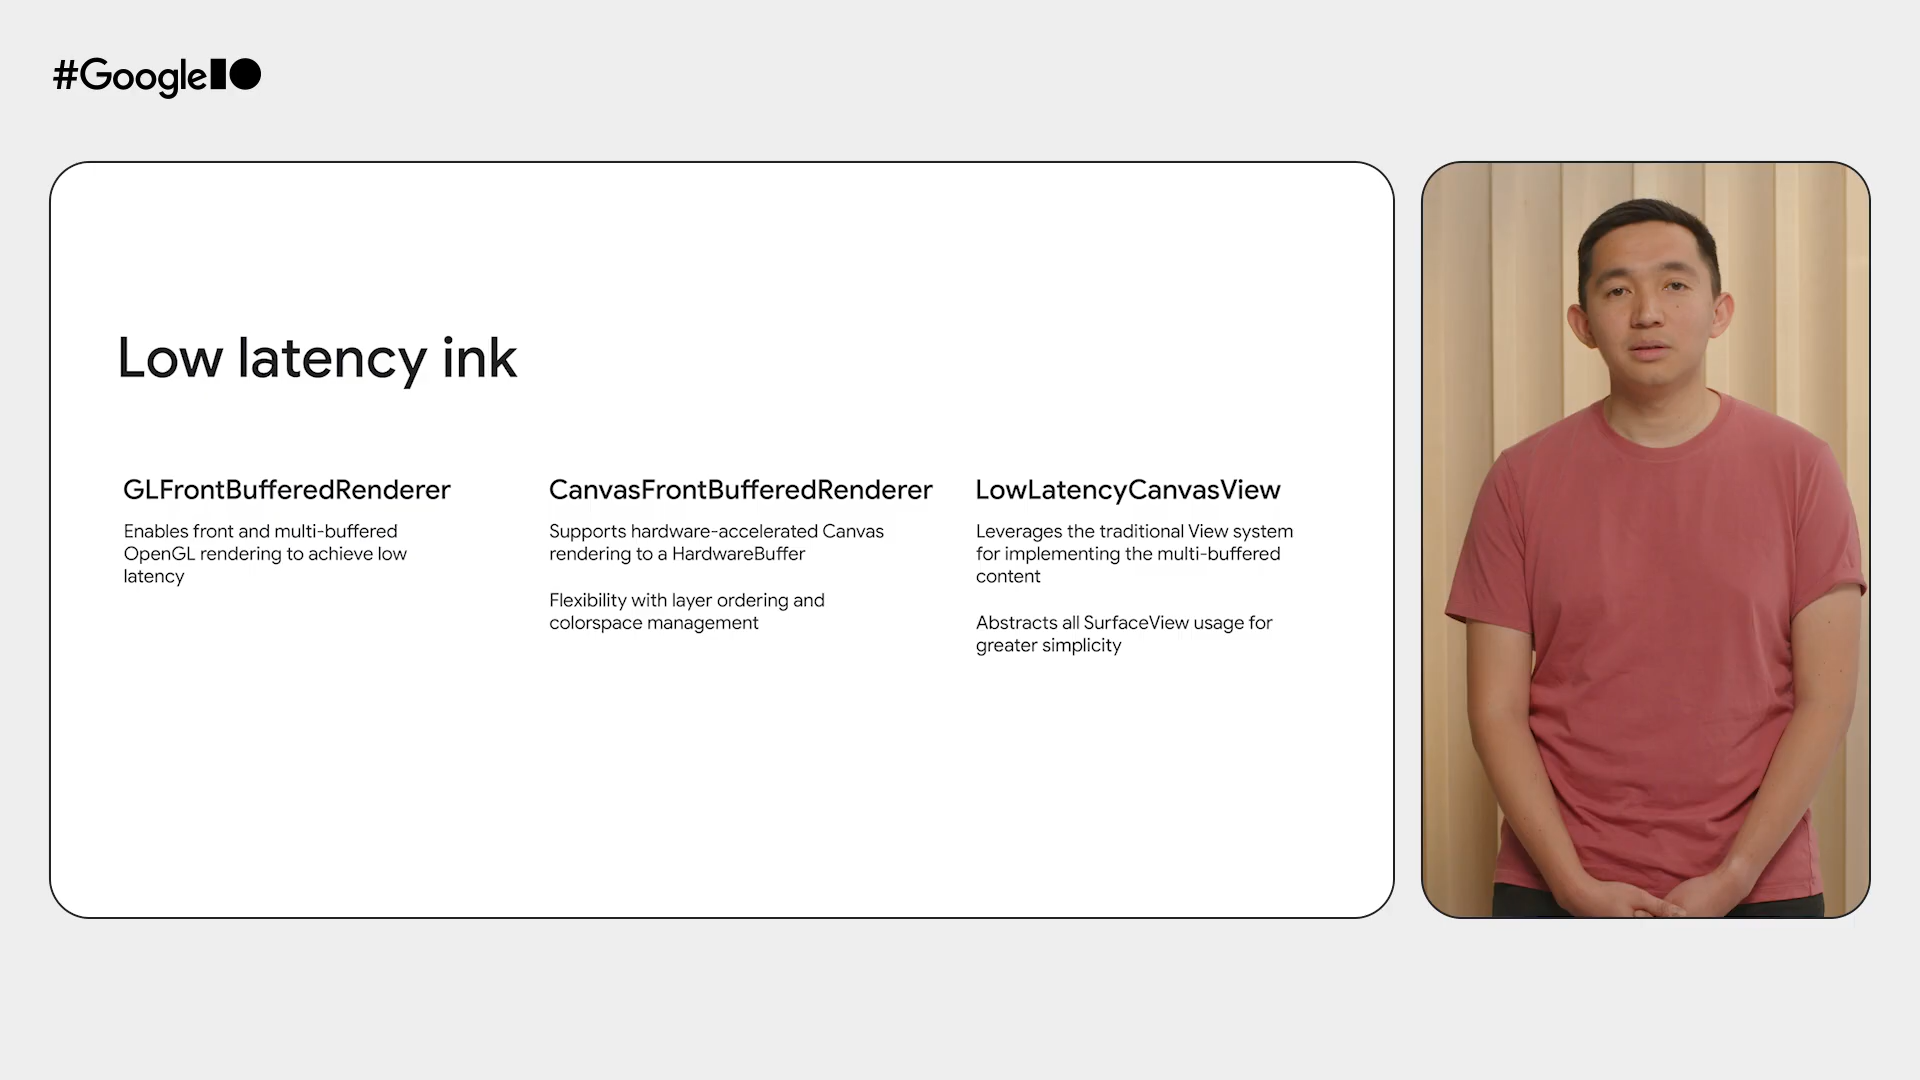 #GoogleIO
Low latency ink
GLFrontBufferedRenderer
Enables front and multi-buffered
OpenGL rendering to achieve low
latency
CanvasFrontBufferedRenderer
Supports hardware-accelerated Canvas
rendering to a HardwareBuffer
Flexibility with layer ordering and
colorspace management
LowLatencyCanvasView
Leverages the traditional View system
for implementing the multi-buffered
content
Abstracts all SurfaceView usage for
greater simplicity